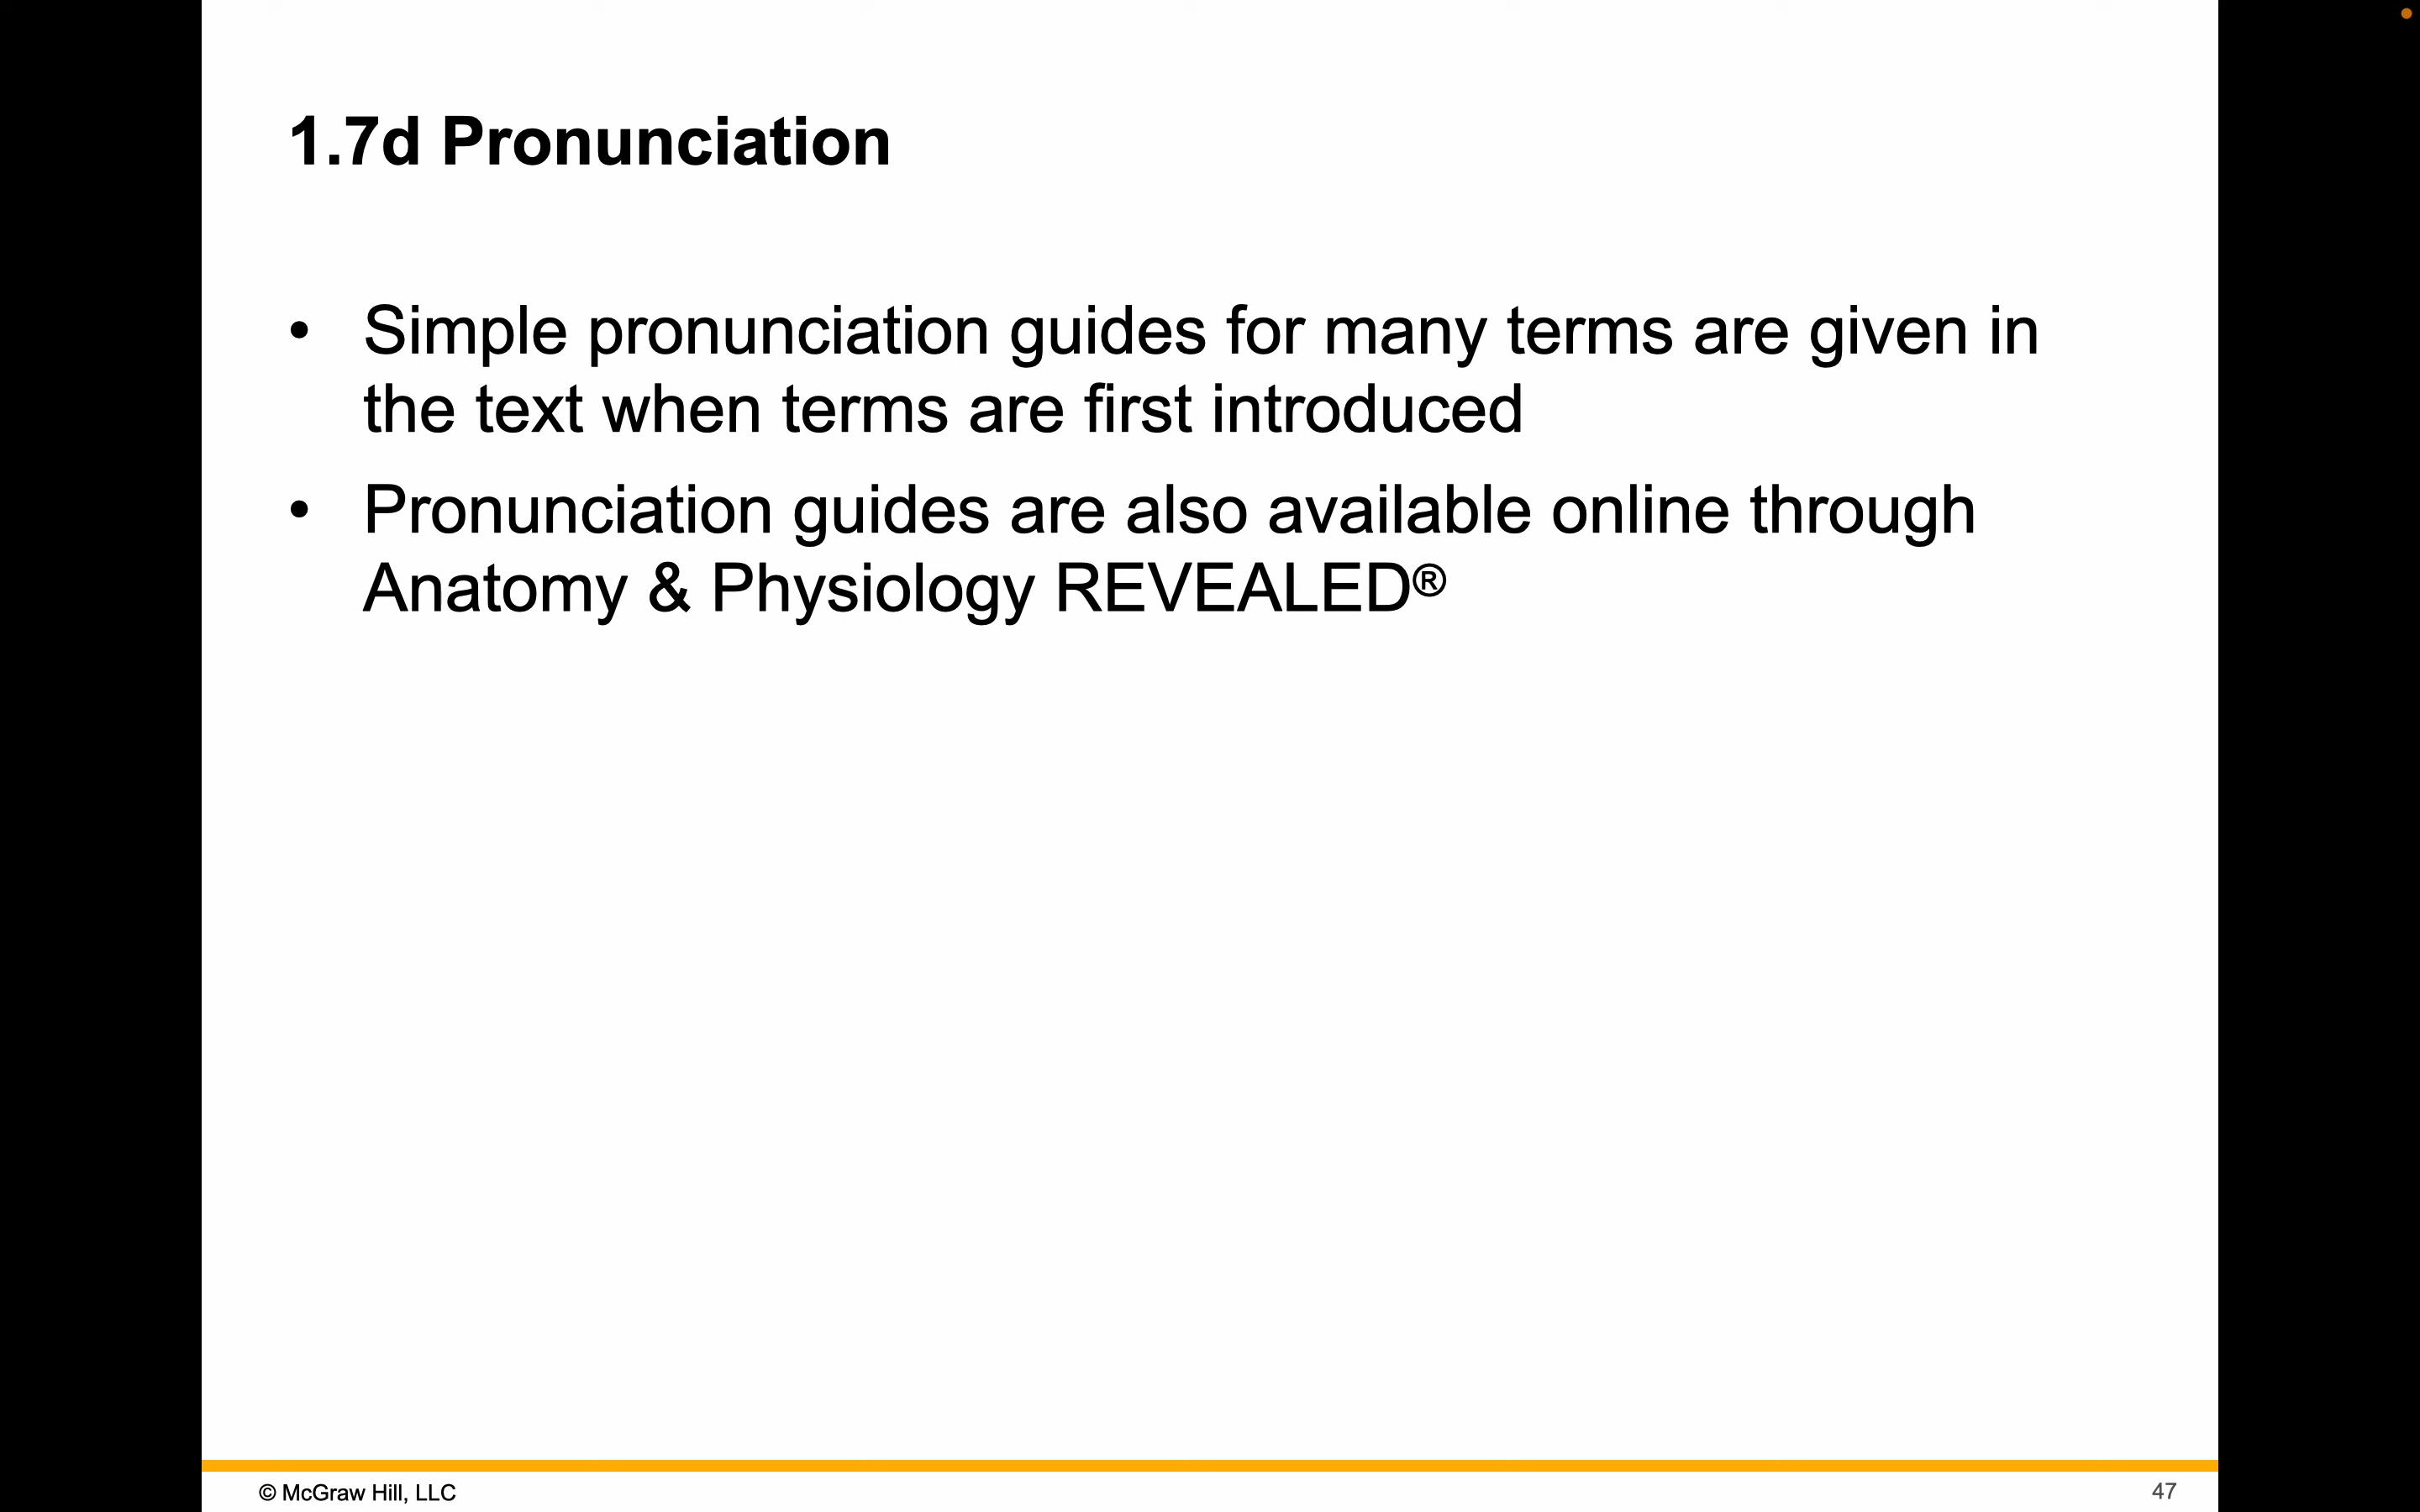 1.7d Pronunciation
• Simple pronunciation guides for many terms are given in
the text when terms are first introduced
• Pronunciation guides are also available online through
Anatomy & Physiology REVEALED®
© McGraw Hill, LLC
47